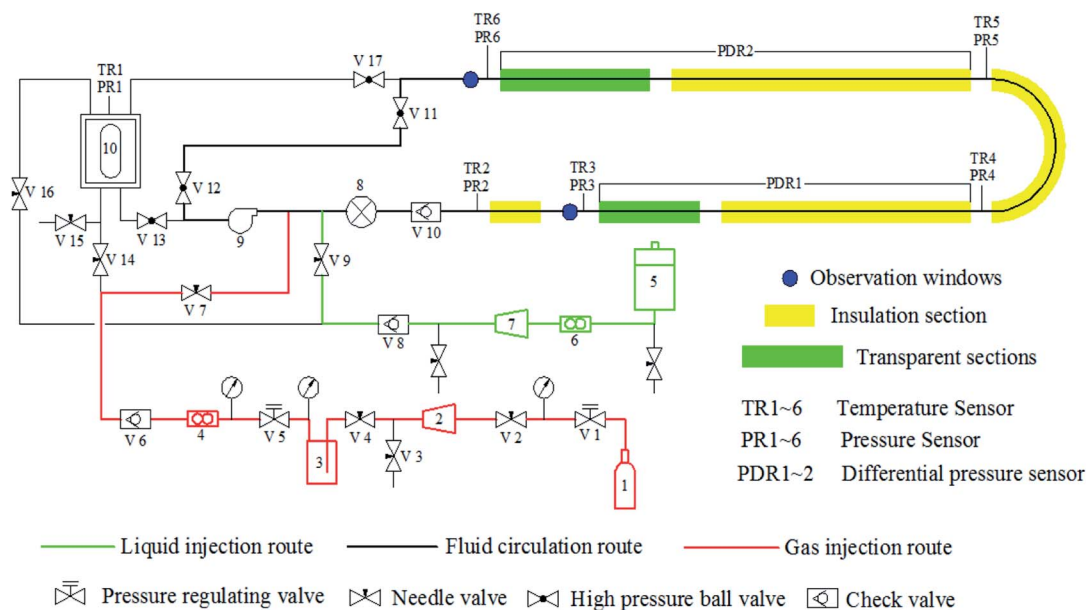 TR6
PR6
PDR2
TR5
PR5
V 17
TR1
PR1
V 11
10
V 16
V 12
8
TR2
PR2
TR3
PR3
PDR1
TR4
PR4
V 15
V 13
9
V 10
V 14
V 9
5
V 7
Observation windows
Insulation section
V 8
7
6
Transparent sections
V 6
4
V 5
V 4
2
V 2
V 1
3
V 3
1
TR1~6 Temperature Sensor
PR1~6 Pressure Sensor
PDR1~2 Differential pressure sensor
Liquid injection route Fluid circulation route Gas injection route
Pressure regulating valve Needle valve High pressure ball valve Check valve